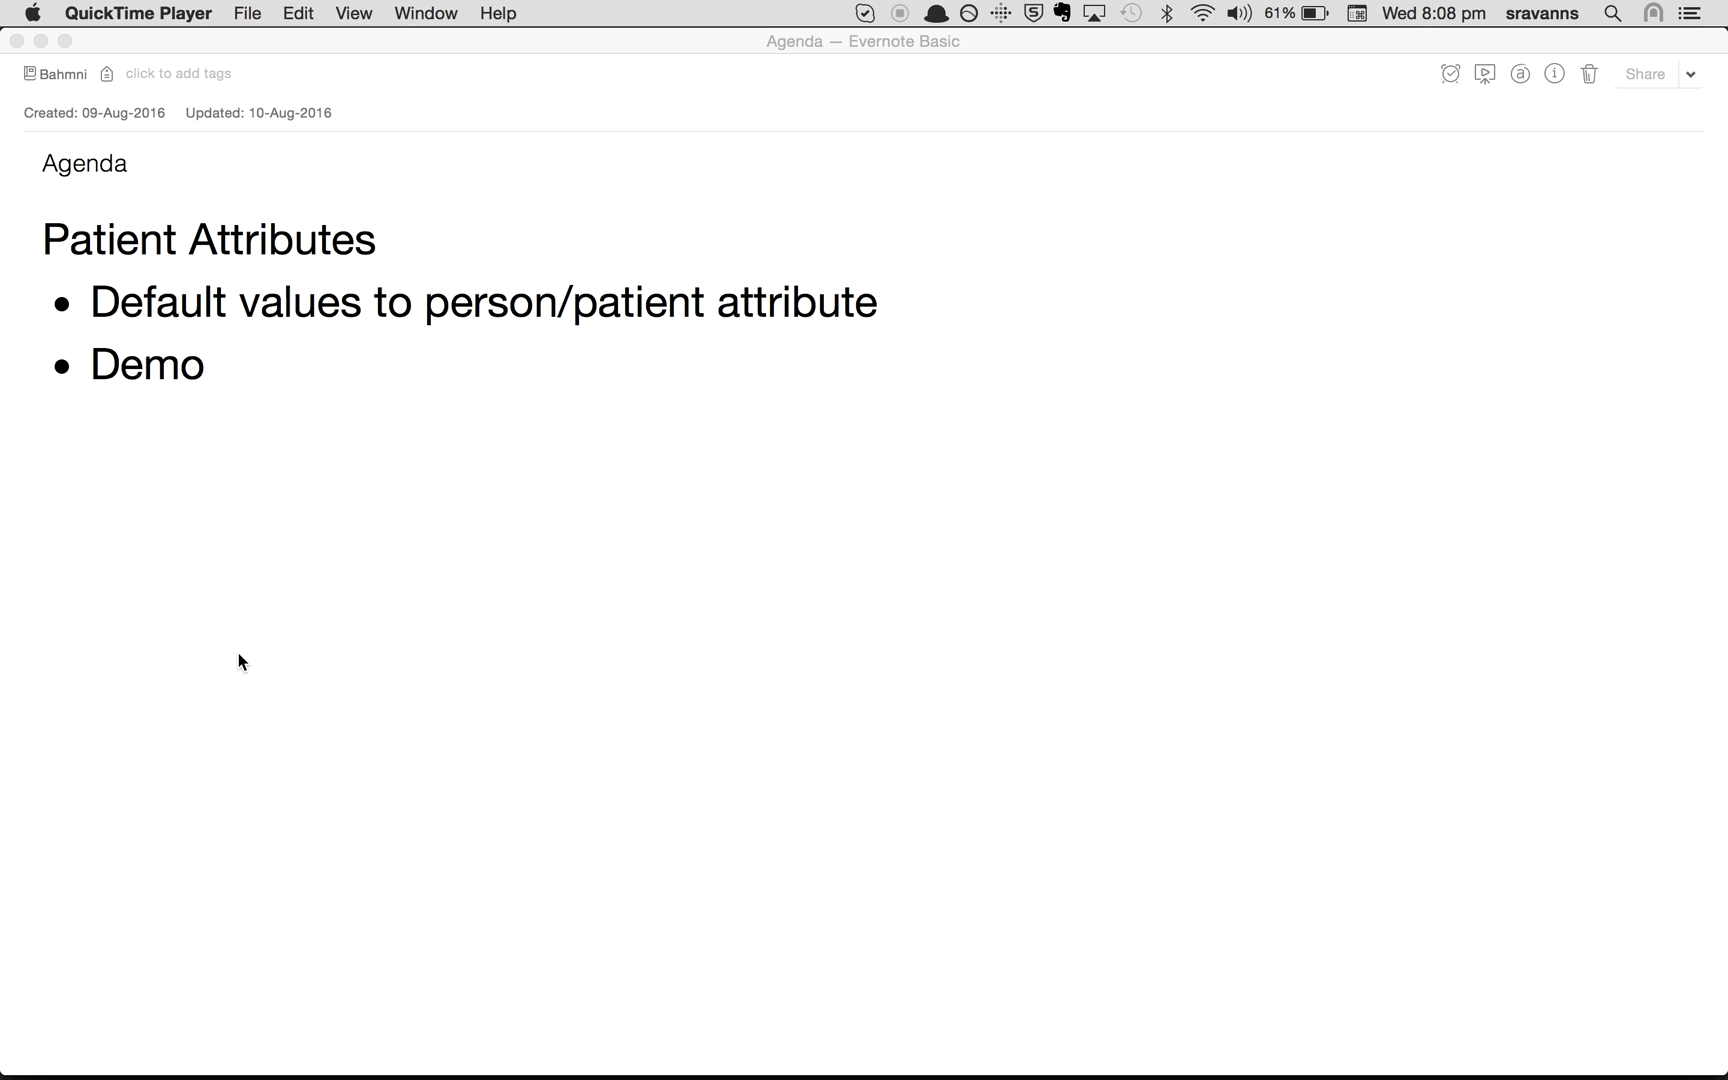 QuickTime Player File Edit View Window Help 61% Wed 8:08 pm sravanns
Agenda — Evernote Basic
Bahmni click to add tags Share
Created: 09-Aug-2016 Updated: 10-Aug-2016
Agenda
Patient Attributes
• Default values to person/patient attribute
• Demo